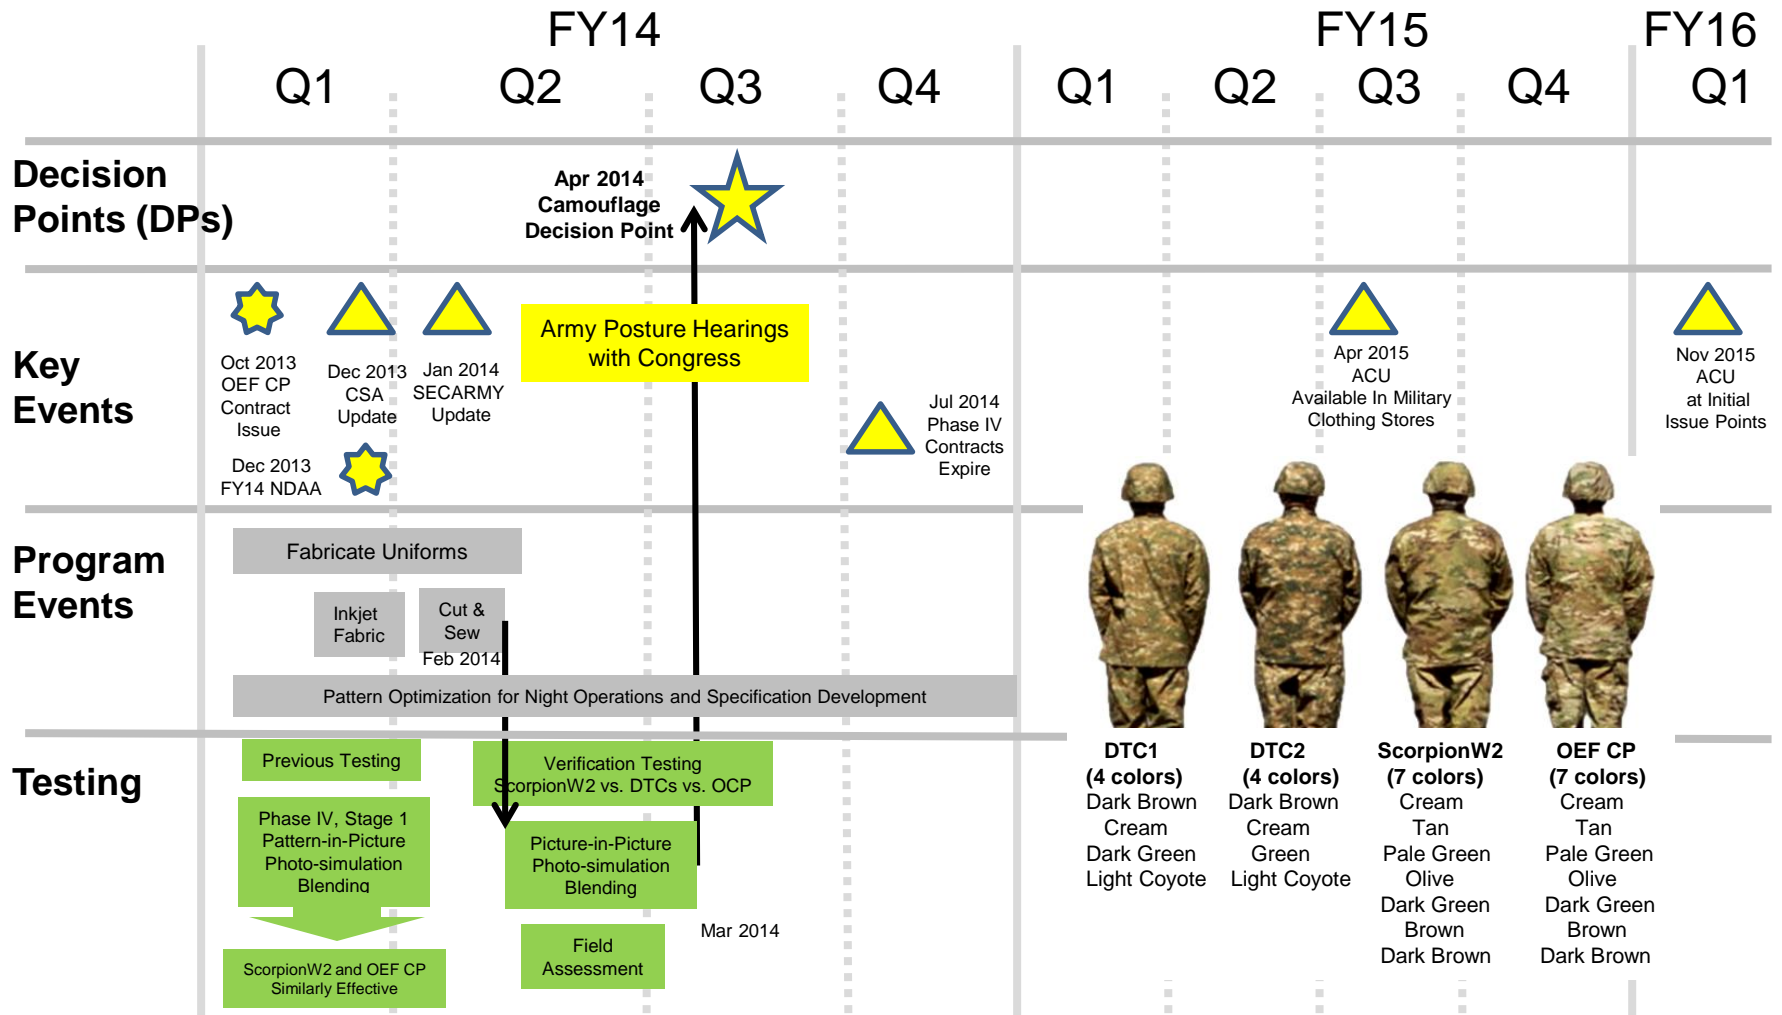 FY14
FY15
FY16
Q1
Q2
Q3
Q4
Q1
Q2
Q3
Q4
Q1
Decision
Points (DPs)
Apr 2014
Camouflage
Decision Point
Key
Events
Oct 2013
OEF CP
Contract
Issue
Dec 2013
CSA
Update
Jan 2014
SECARMY
Update
Dec 2013
FY14 NDAA
Army Posture Hearings
with Congress
Jul 2014
Phase IV
Contracts
Expire
Apr 2015
ACU
Available In Military
Clothing Stores
Nov 2015
ACU
at Initial
Issue Points
Program
Events
Fabricate Uniforms
Inkjet
Fabric
Cut &
Sew
Feb 2014
Pattern Optimization for Night Operations and Specification Development
Testing
Previous Testing
Phase IV, Stage 1
Pattern-in-Picture
Photo-simulation
Blending
ScorpionW2 and OEF CP
Similarly Effective
Verification Testing
ScorpionW2 vs. DTCs vs. OCP
Picture-in-Picture
Photo-simulation
Blending
Mar 2014
Field
Assessment
DTC1
(4 colors)
Dark Brown
Cream
Dark Green
Light Coyote
DTC2
(4 colors)
Dark Brown
Cream
Green
Light Coyote
ScorpionW2
(7 colors)
Cream
Tan
Pale Green
Olive
Dark Green
Brown
Dark Brown
OEF CP
(7 colors)
Cream
Tan
Pale Green
Olive
Dark Green
Brown
Dark Brown